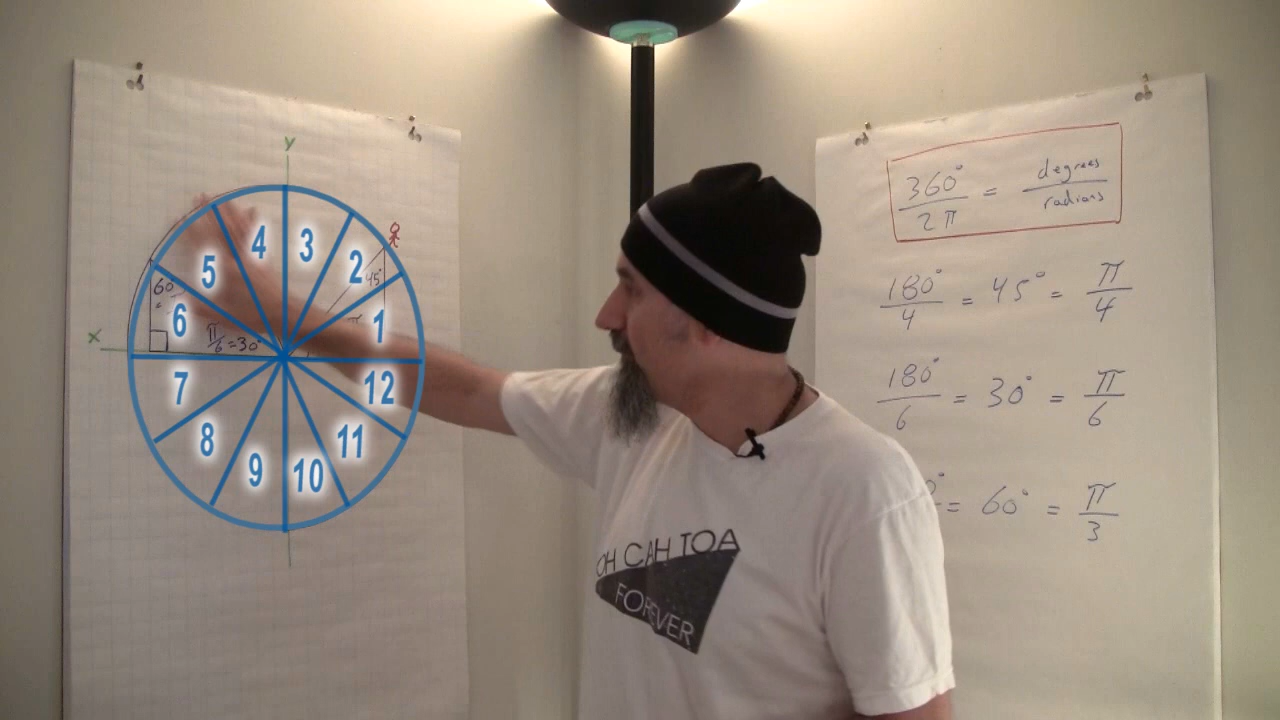 y
x
60°
=
π/6 = 30°
45°
1
2
3
4
5
6
7
8
9
10
11
12
360° / 2π = degrees / radians
180° / 4 = 45° = π / 4
180° / 6 = 30° = π / 6
° = 60° = π / 3
OH CAH TOA
FOREVER